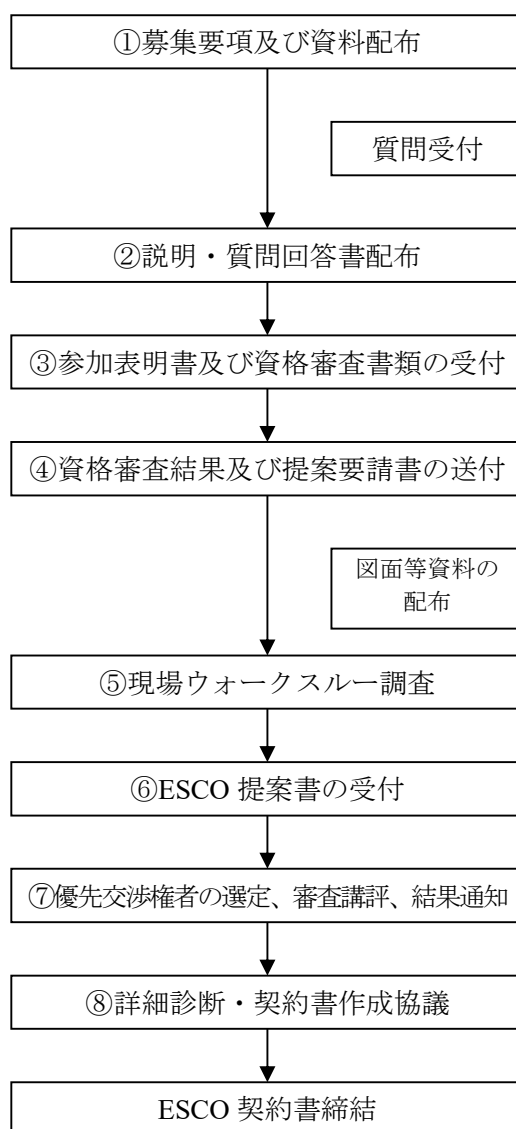 ①募集要項及び資料配布
質問受付
②説明・質問回答書配布
③参加表明書及び資格審査書類の受付
④資格審査結果及び提案要請書の送付
図面等資料の
配布
⑤現場ウォークスルー調査
⑥ESCO 提案書の受付
⑦優先交渉権者の選定、審査講評、結果通知
⑧詳細診断・契約書作成協議
ESCO 契約書締結